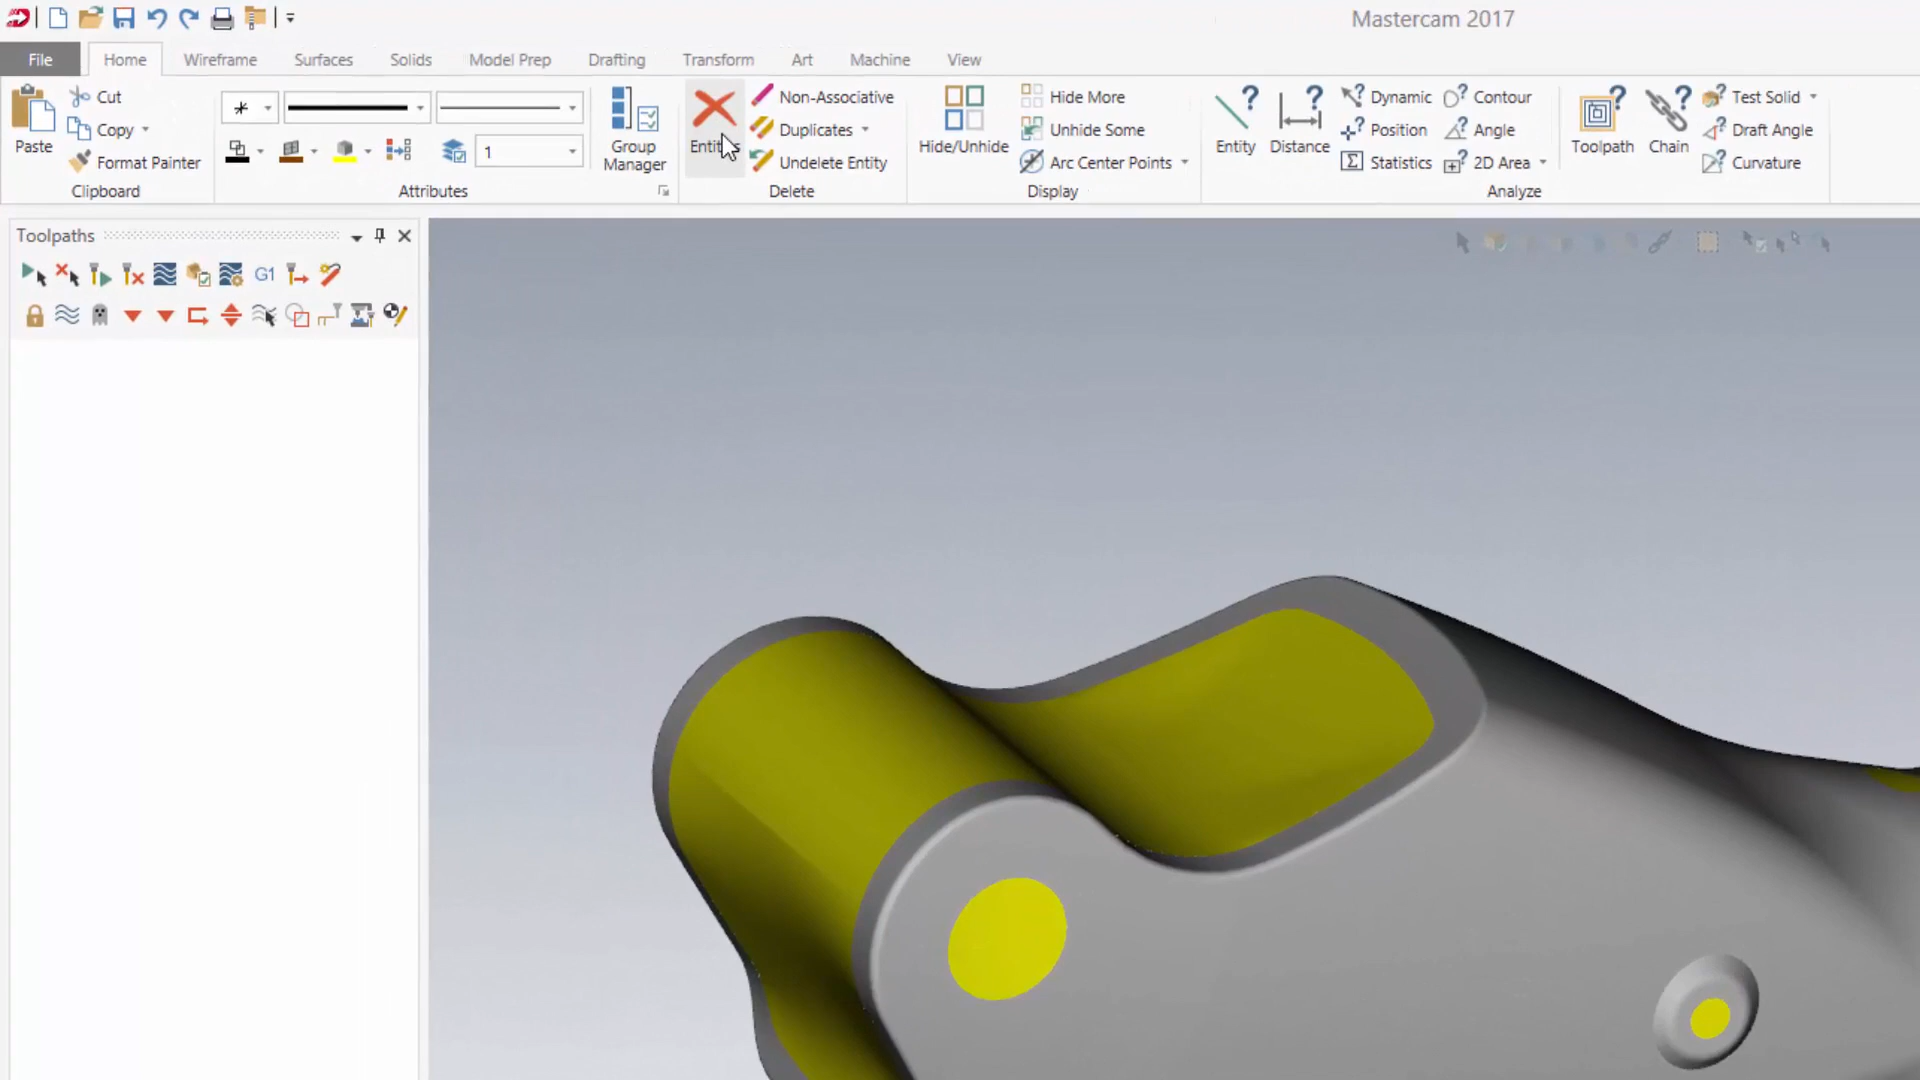 Mastercam 2017
File Home Wireframe Surfaces Solids Model Prep Drafting Transform Art Machine View
Paste
Cut
Copy
Format Painter
Clipboard
1
Attributes
Group
Manager
Non-Associative
Duplicates
Undelete Entity
Delete
Hide/Unhide
Hide More
Unhide Some
Arc Center Points
Display
Entity
Distance
Dynamic
Position
Statistics
Contour
Angle
2D Area
Toolpath
Chain
Test Solid
Draft Angle
Curvature
Analyze
Toolpaths
G1